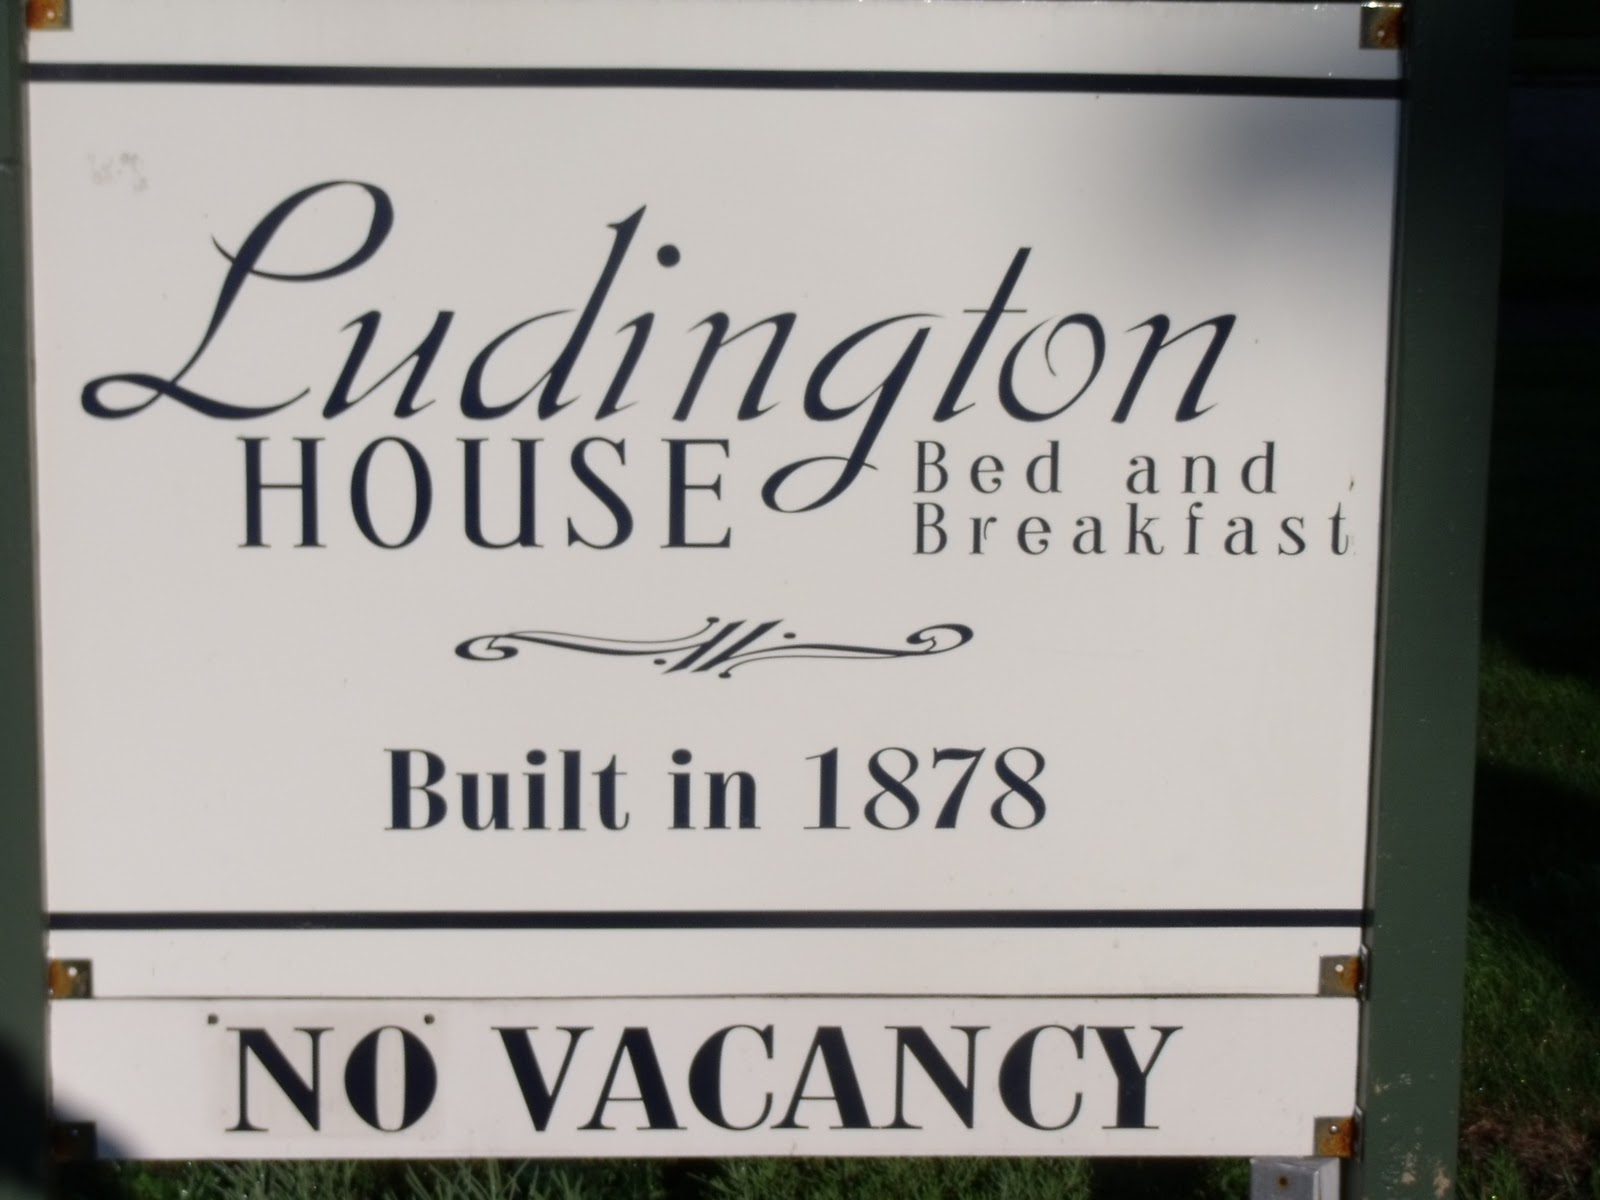 Ludington
HOUSE
Bed and
Breakfast
Built in 1878
NO VACANCY